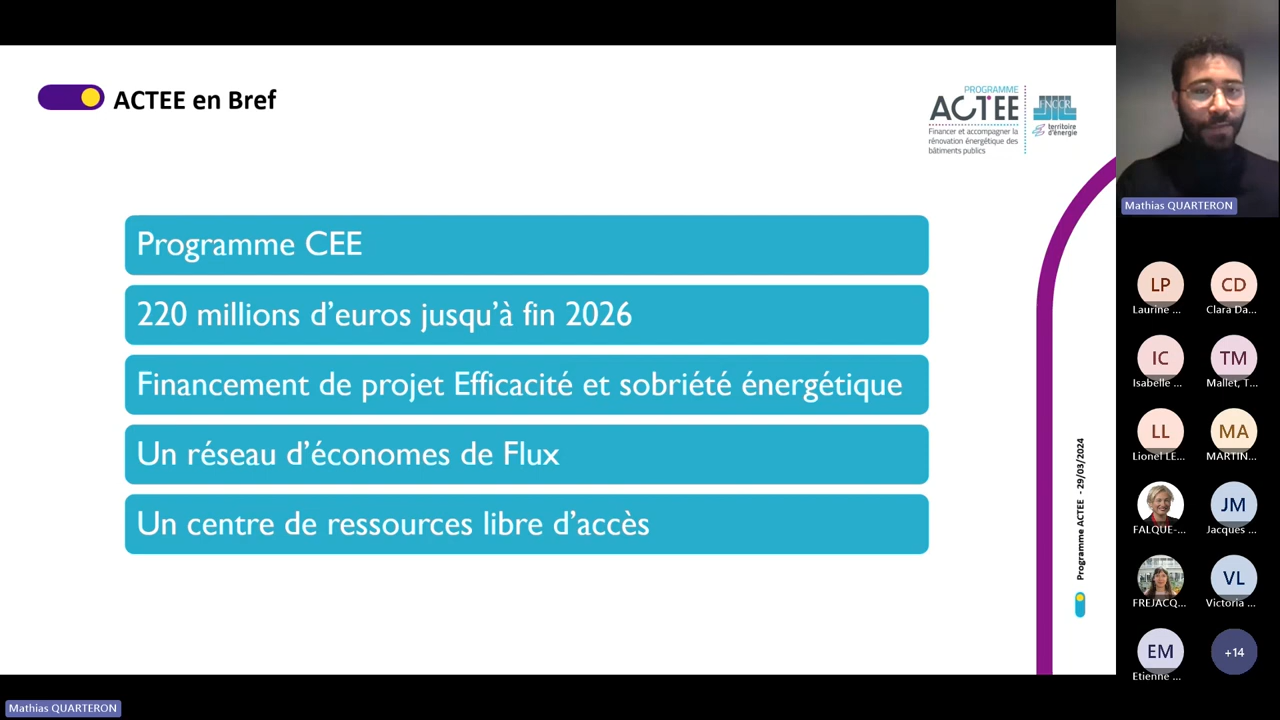 ACTEE en Bref
PROGRAMME
ACTEE
Financer et accompagner la
rénovation énergétique des
bâtiments publics
FNCCR
territoire
d'énergie
Programme CEE
220 millions d'euros jusqu'à fin 2026
Financement de projet Efficacité et sobriété énergétique
Un réseau d'économes de Flux
Un centre de ressources libre d'accès
Programme ACTEE - 29/03/2024
Mathias QUARTERON
LP
Laurine ...
CD
Clara Da...
IC
Isabelle ...
TM
Mallet, T...
LL
Lionel LE...
MA
MARTIN...
FALQUE-...
JM
Jacques ...
FREJACQ...
VL
Victoria ...
EM
Etienne ...
+14
Mathias QUARTERON